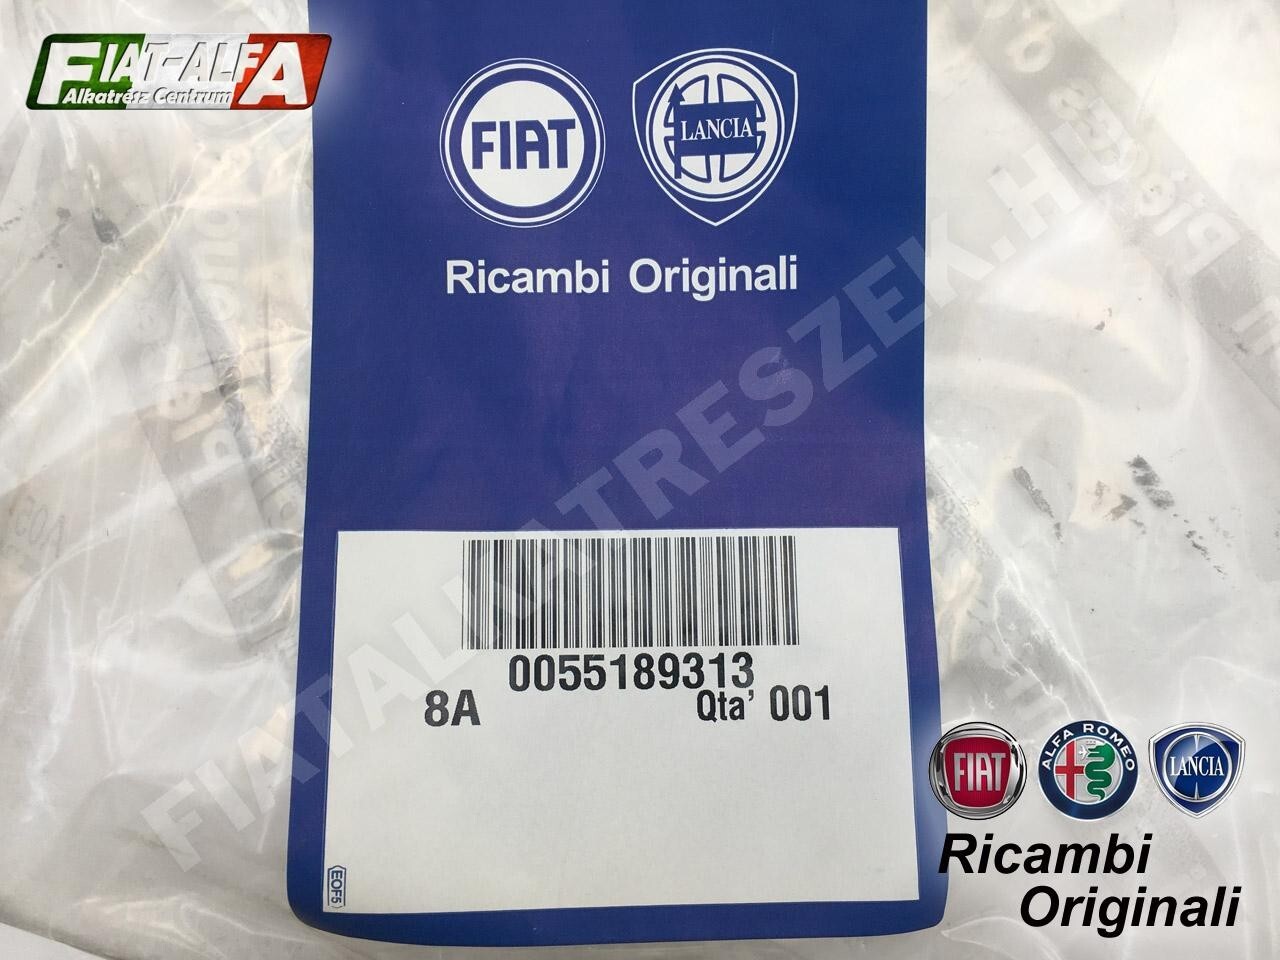 FIAT-ALFA
Alkatrész Centrum
FIAT
LANCIA
Ricambi Originali
FIATALKATRESZEK.HU
0055189313
8A Qta' 001
EOF5
FIAT
ALFA ROMEO
LANCIA
Ricambi
Originali